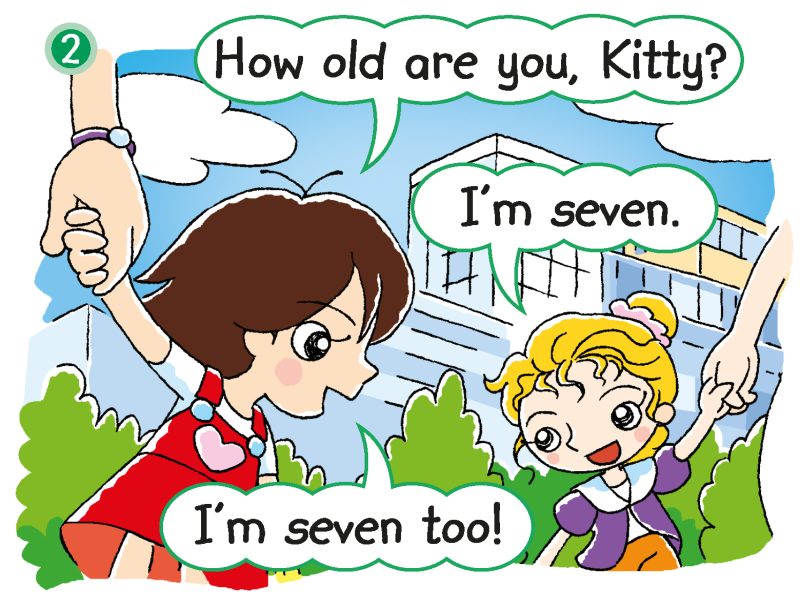 2
How old are you, Kitty?
I'm seven.
I'm seven too!